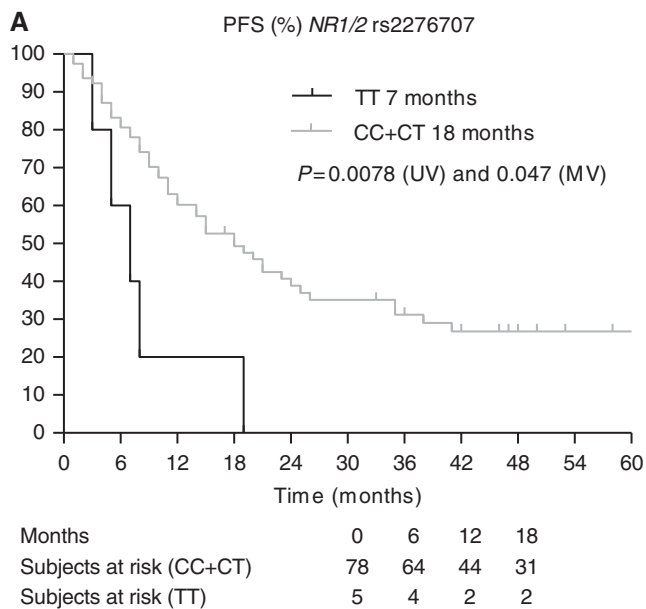 A
PFS (%) NR1/2 rs2276707
100
90
80
70
60
50
40
30
20
10
0
TT 7 months
CC+CT 18 months
P=0.0078 (UV) and 0.047 (MV)
0 6 12 18 24 30 36 42 48 54 60
Time (months)
Months 0 6 12 18
Subjects at risk (CC+CT) 78 64 44 31
Subjects at risk (TT) 5 4 2 2